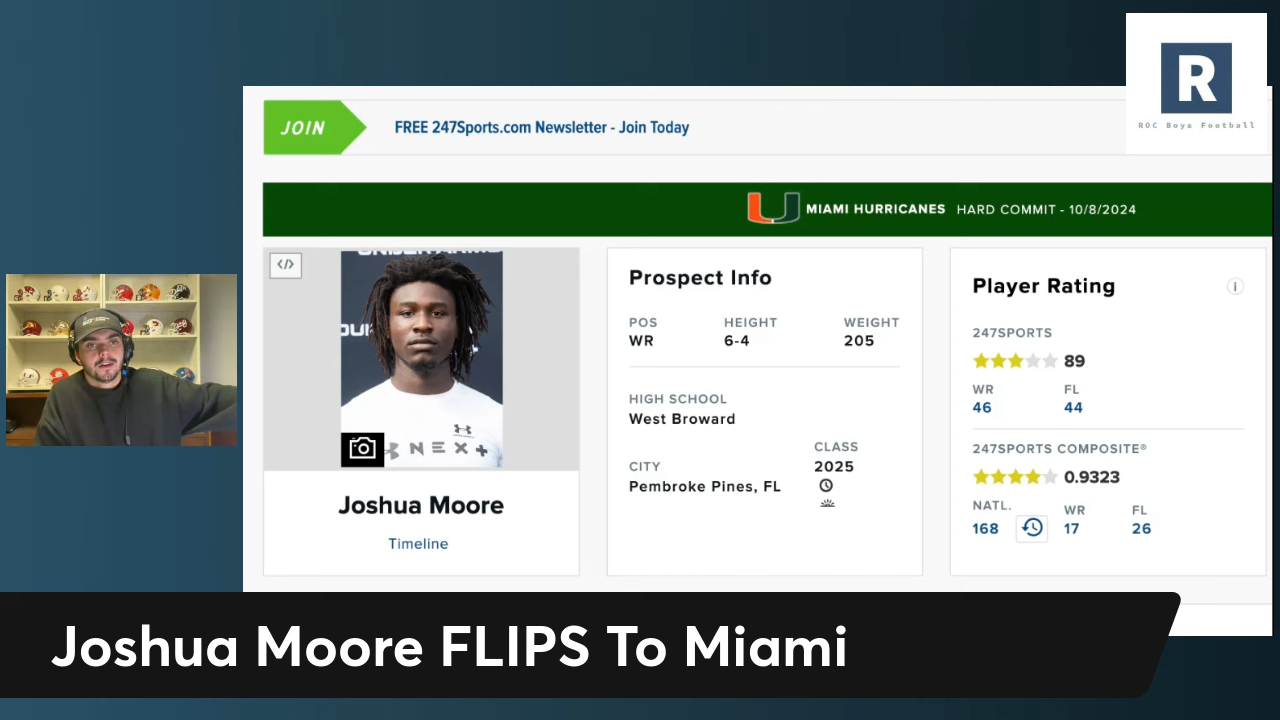 R
ROC Boys Football
JOIN
FREE 247Sports.com Newsletter - Join Today
MIAMI HURRICANES HARD COMMIT - 10/8/2024
</>
NEXT
Joshua Moore
Timeline
Prospect Info
POS HEIGHT WEIGHT
WR 6-4 205
HIGH SCHOOL
West Broward
CLASS
2025
CITY
Pembroke Pines, FL
Player Rating
i
247SPORTS
89
WR FL
46 44
247SPORTS COMPOSITE®
0.9323
NATL. WR FL
168 17 26
Joshua Moore FLIPS To Miami